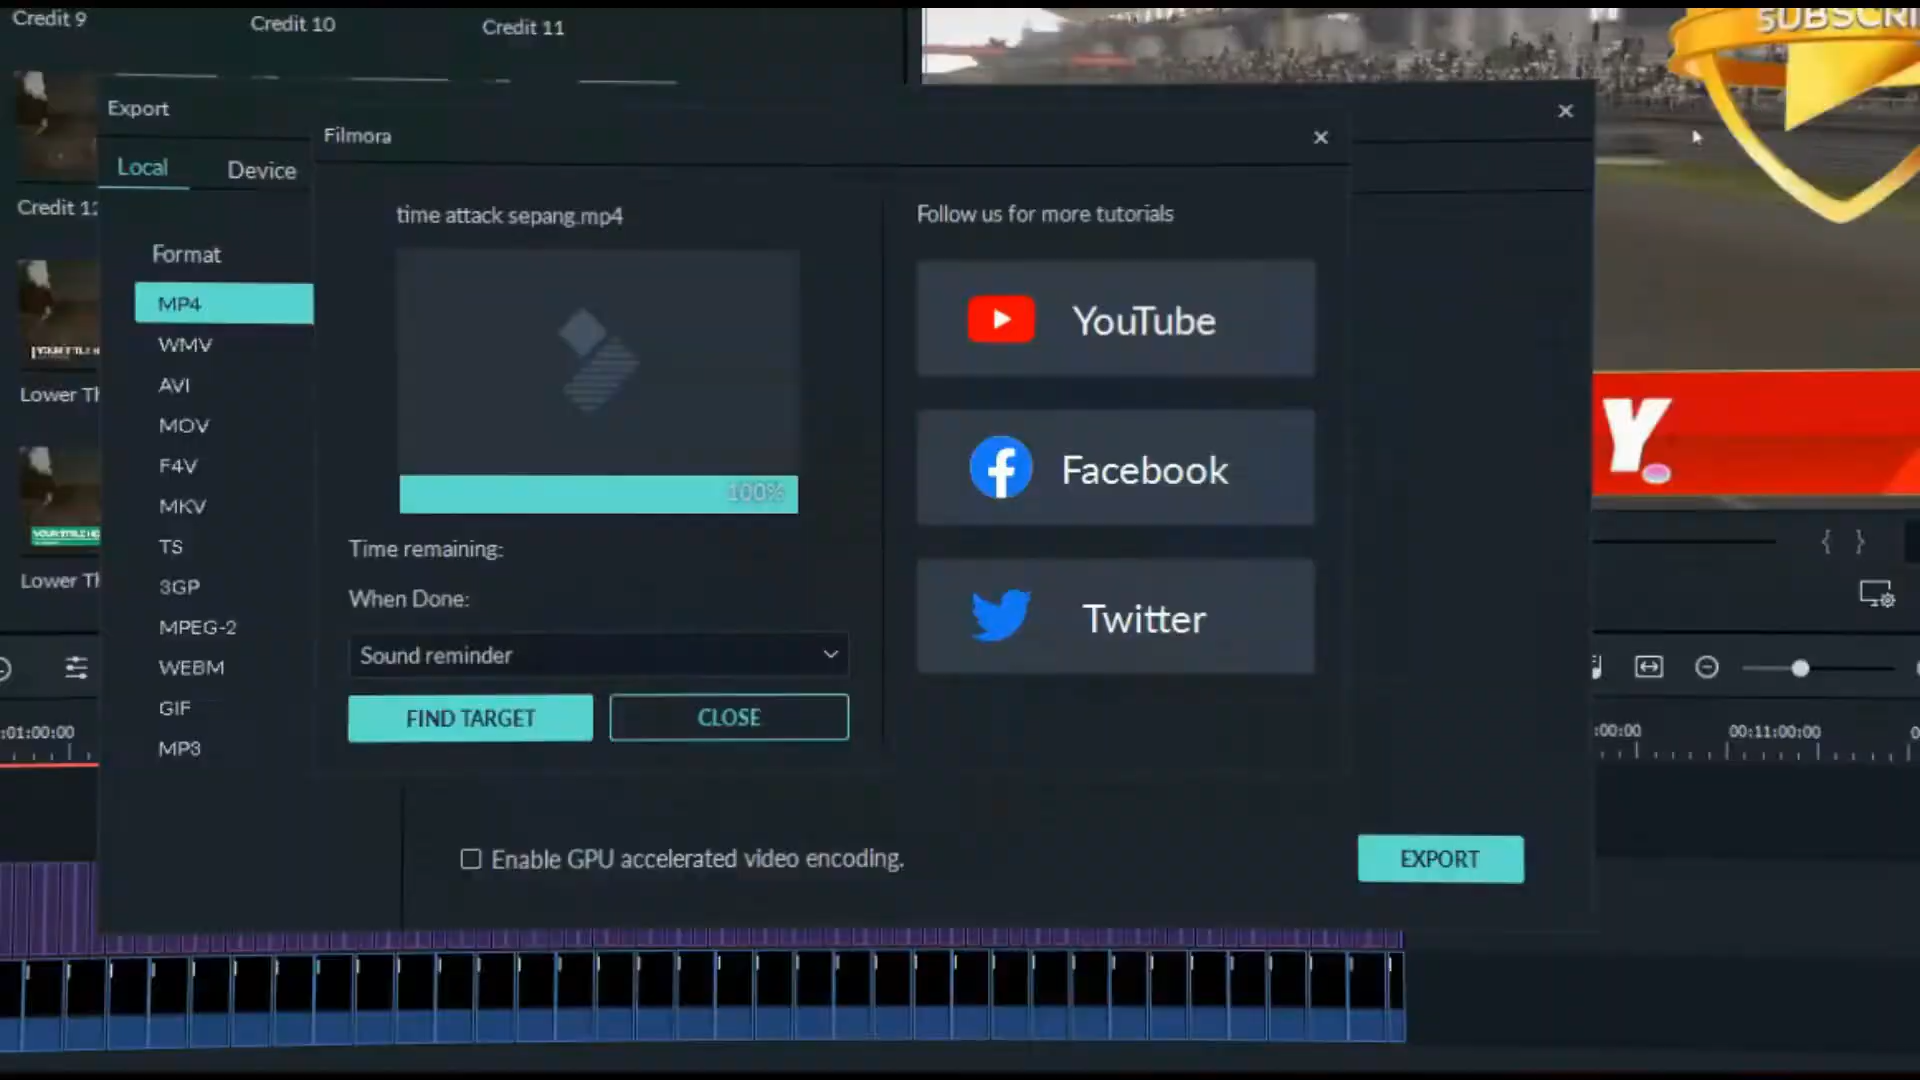 Credit 9
Credit 10
Credit 11
SUBSCRI
Export
Filmora
Local
Device
time attack sepang.mp4
Follow us for more tutorials
Credit 12
Format
MP4
YouTube
WMV
AVI
Lower Th
MOV
F4V
Facebook
100%
MKV
TS
Time remaining:
Lower Th
3GP
When Done:
MPEG-2
Twitter
Sound reminder
WEBM
GIF
FIND TARGET
CLOSE
:01:00:00
:00:00
00:11:00:00
MP3
Y.
Enable GPU accelerated video encoding.
EXPORT